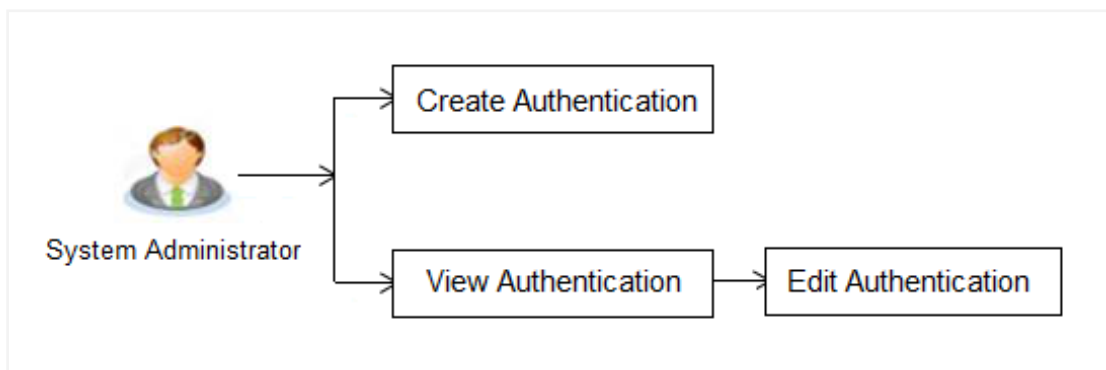 Create Authentication
System Administrator
View Authentication
Edit Authentication